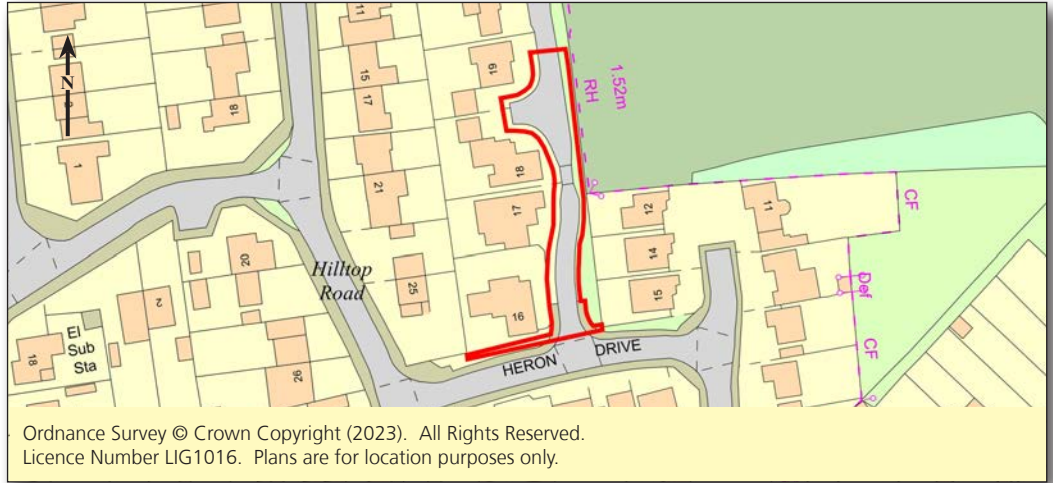 11
15
17
21
18
1
N
19
18
17
16
25
20
2
26
18
El
Sub
Sta
Hilltop
Road
HERON DRIVE
1.52m
RH
12
14
15
11
CF
Def
CF
Ordnance Survey © Crown Copyright (2023). All Rights Reserved.
Licence Number LIG1016. Plans are for location purposes only.